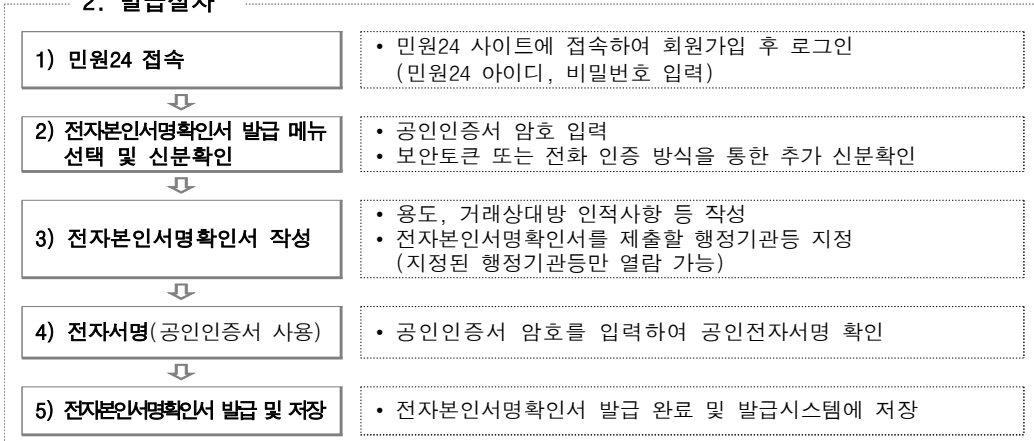 2. 발급절차
1) 민원24 접속
• 민원24 사이트에 접속하여 회원가입 후 로그인
(민원24 아이디, 비밀번호 입력)
2) 전자본인서명확인서 발급 메뉴
선택 및 신분확인
• 공인인증서 암호 입력
• 보안토큰 또는 전화 인증 방식을 통한 추가 신분확인
3) 전자본인서명확인서 작성
• 용도, 거래상대방 인적사항 등 작성
• 전자본인서명확인서를 제출할 행정기관등 지정
(지정된 행정기관등만 열람 가능)
4) 전자서명(공인인증서 사용)
• 공인인증서 암호를 입력하여 공인전자서명 확인
5) 전자본인서명확인서 발급 및 저장
• 전자본인서명확인서 발급 완료 및 발급시스템에 저장